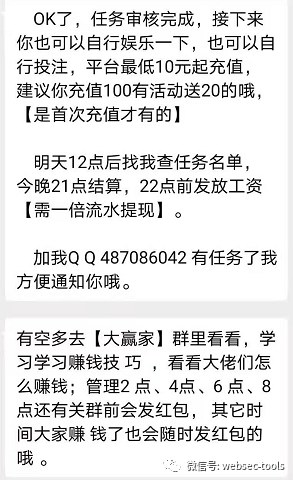 OK了，任务审核完成，接下来
你也可以自行娱乐一下，也可以自
行投注，平台最低10元起充值，
建议你充值100有活动送20的哦，
【是首次充值才有的】
明天12点后找我查任务名单，
今晚21点结算，22点前发放工资
【需一倍流水提现】。
加我Q Q 487086042 有任务了我
方便通知你哦。
有空多去【大赢家】群里看看，学
习学习赚钱技 巧 ，看看大佬们怎
么赚钱；管理2 点、4点、6 点、8
点还有关群前会发红包， 其它时
间大家赚 钱了也会随时发红包的
哦 。
微信号: websec-tools